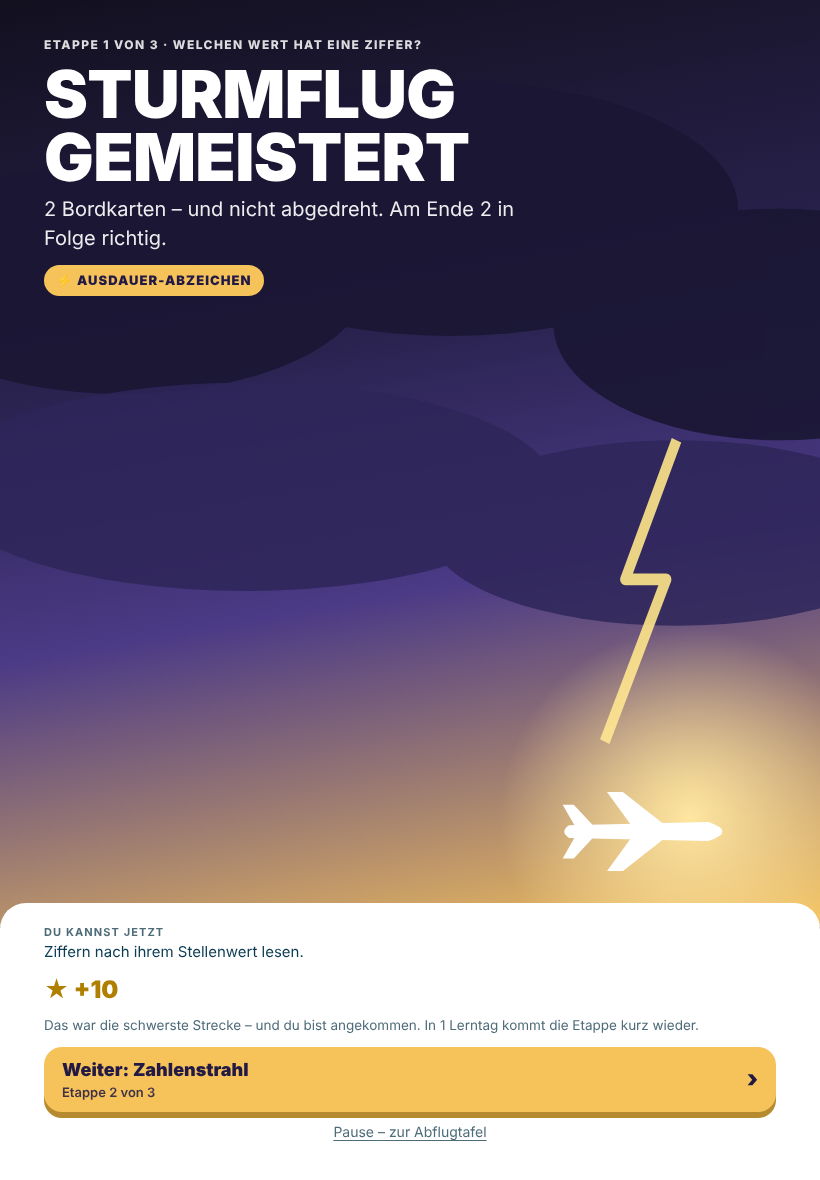 ETAPPE 1 VON 3 · WELCHEN WERT HAT EINE ZIFFER?
STURMFLUG
GEMEISTERT
2 Bordkarten – und nicht abgedreht. Am Ende 2 in
Folge richtig.
⚡ AUSDAUER-ABZEICHEN
DU KANNST JETZT
Ziffern nach ihrem Stellenwert lesen.
★ +10
Das war die schwerste Strecke – und du bist angekommen. In 1 Lerntag kommt die Etappe kurz wieder.
Weiter: Zahlenstrahl
Etappe 2 von 3
›
Pause – zur Abflugtafel